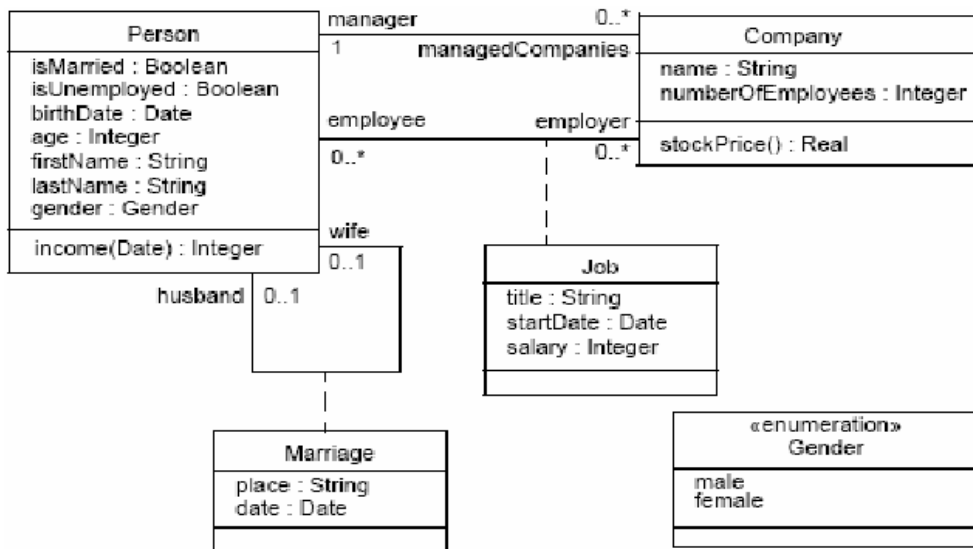 Person
isMarried : Boolean
isUnemployed : Boolean
birthDate : Date
age : Integer
firstName : String
lastName : String
gender : Gender
income(Date) : Integer
manager
0..*
1
managedCompanies
employee
employer
0..*
0..*
Company
name : String
numberOfEmployees : Integer
stockPrice() : Real
wife
0..1
husband
0..1
Job
title : String
startDate : Date
salary : Integer
Marriage
place : String
date : Date
«enumeration»
Gender
male
female